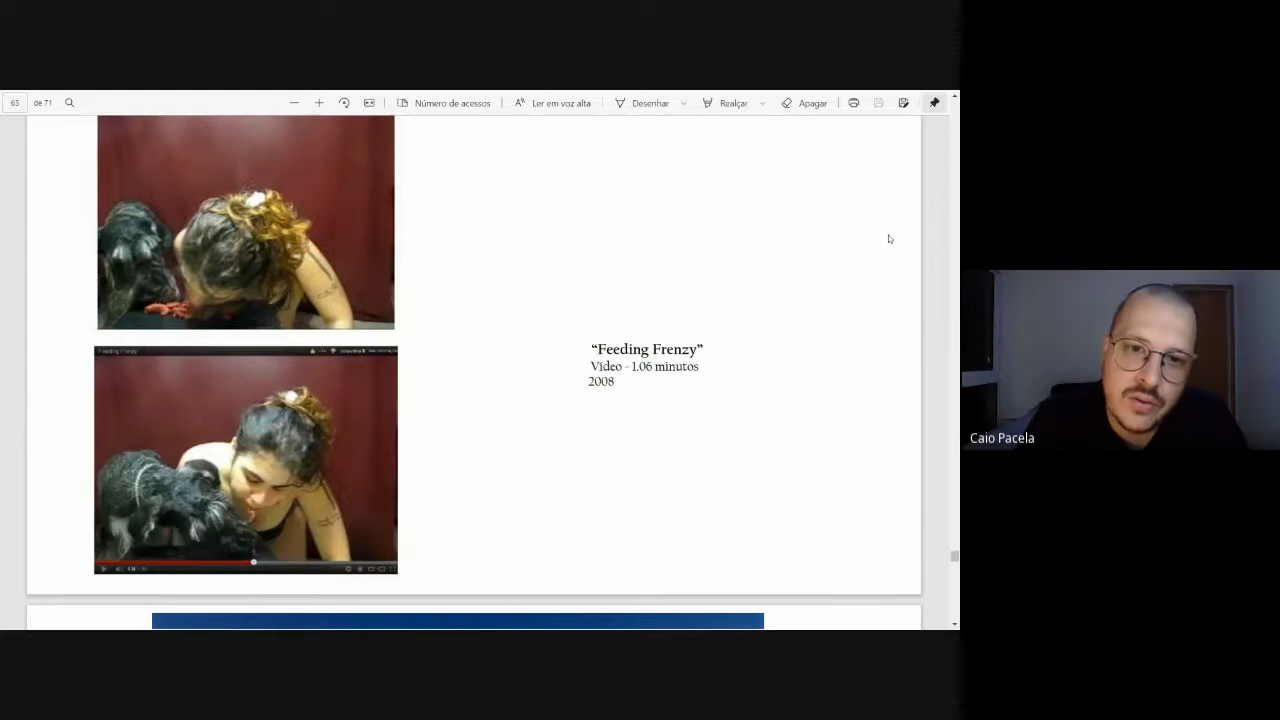 63 de 71 Número de acessos Ler em voz alta Desenhar Realçar Apagar
Feeding Frenzy
“Feeding Frenzy”
Vídeo - 1.06 minutos
2008
Caio Pacela